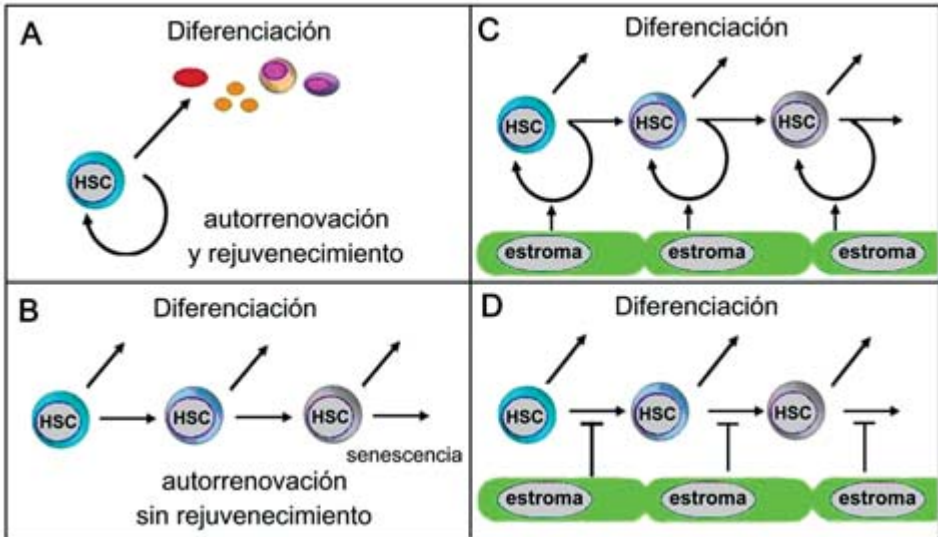 A
Diferenciación
HSC
autorrenovación
y rejuvenecimiento
B
Diferenciación
HSC
HSC
HSC
senescencia
autorrenovación
sin rejuvenecimiento
C
Diferenciación
HSC
HSC
HSC
estroma
estroma
estroma
D
Diferenciación
HSC
HSC
HSC
estroma
estroma
estroma